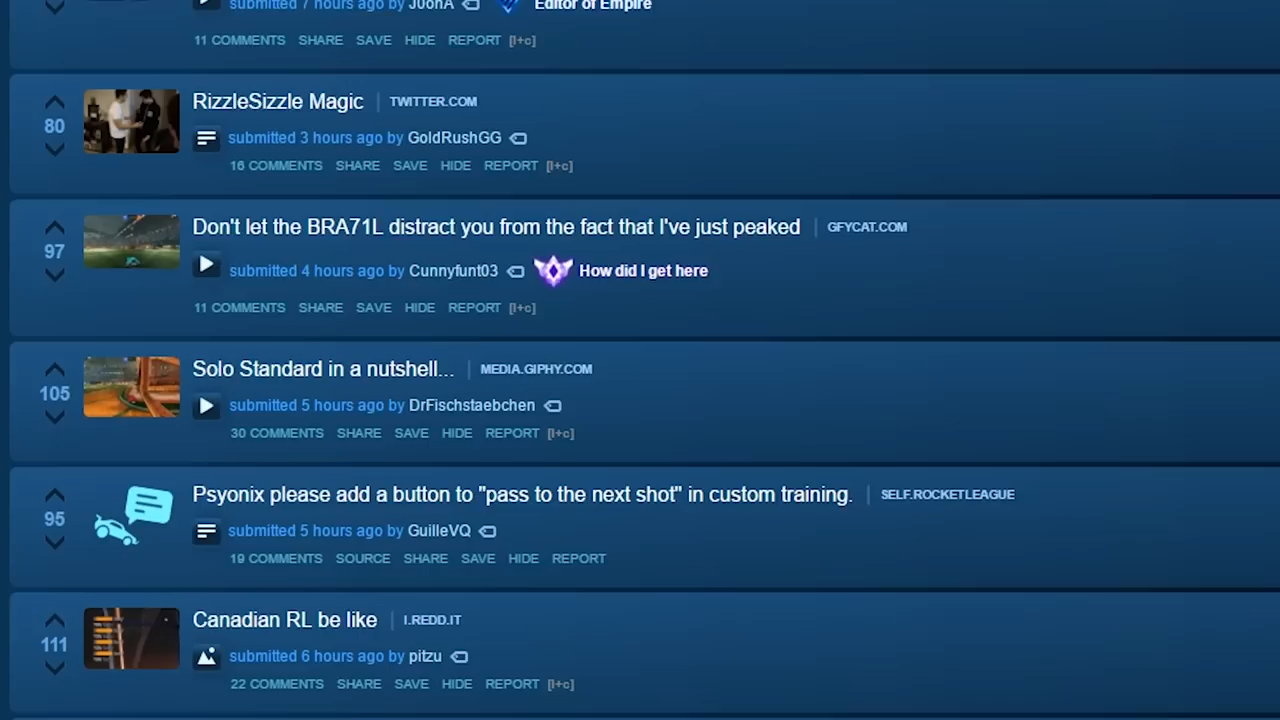 submitted 7 hours ago by J0onA Editor of Empire
11 COMMENTS SHARE SAVE HIDE REPORT [l+c]
RizzleSizzle Magic | TWITTER.COM
80
submitted 3 hours ago by GoldRushGG
16 COMMENTS SHARE SAVE HIDE REPORT [l+c]
Don't let the BRA71L distract you from the fact that I've just peaked | GFYCAT.COM
97
submitted 4 hours ago by Cunnyfunt03 How did I get here
11 COMMENTS SHARE SAVE HIDE REPORT [l+c]
Solo Standard in a nutshell... | MEDIA.GIPHY.COM
105
submitted 5 hours ago by DrFischstaebchen
30 COMMENTS SHARE SAVE HIDE REPORT [l+c]
Psyonix please add a button to "pass to the next shot" in custom training. | SELF.ROCKETLEAGUE
95
submitted 5 hours ago by GuilleVQ
19 COMMENTS SOURCE SHARE SAVE HIDE REPORT
Canadian RL be like | I.REDD.IT
111
submitted 6 hours ago by pitzu
22 COMMENTS SHARE SAVE HIDE REPORT [l+c]